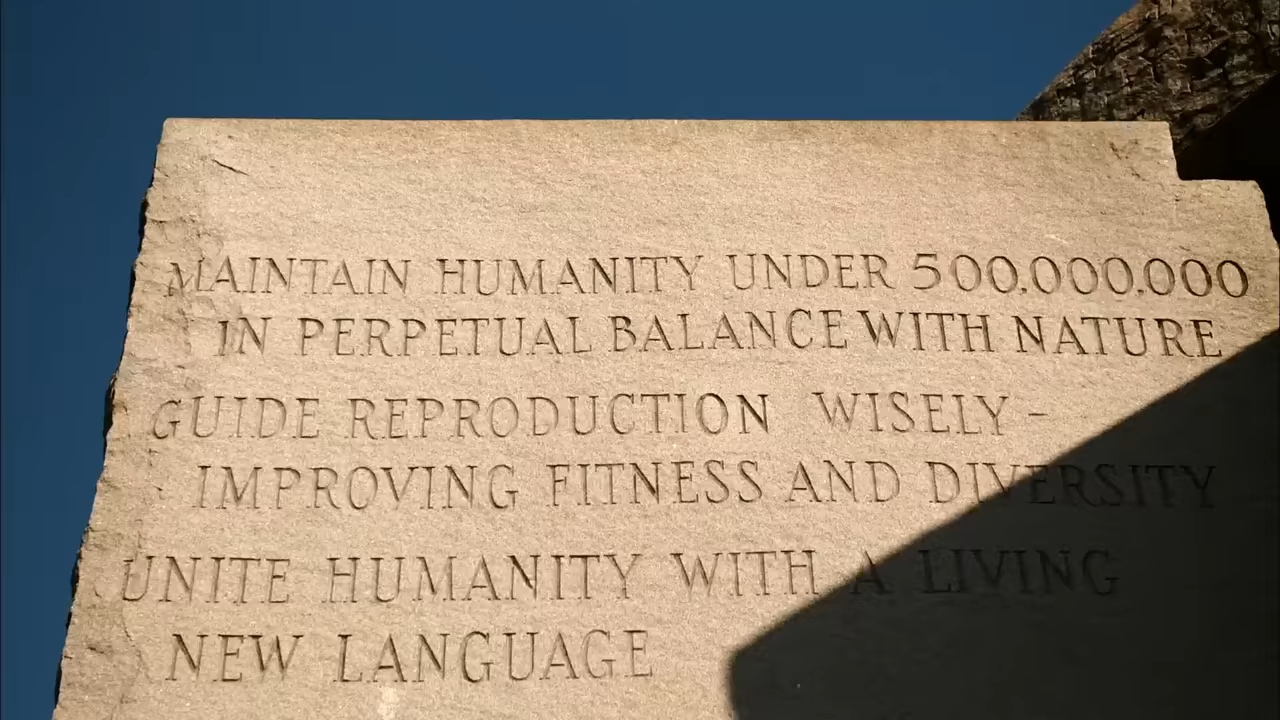 MAINTAIN HUMANITY UNDER 500,000,000
IN PERPETUAL BALANCE WITH NATURE
GUIDE REPRODUCTION WISELY -
IMPROVING FITNESS AND DIVERSITY
UNITE HUMANITY WITH A LIVING
NEW LANGUAGE